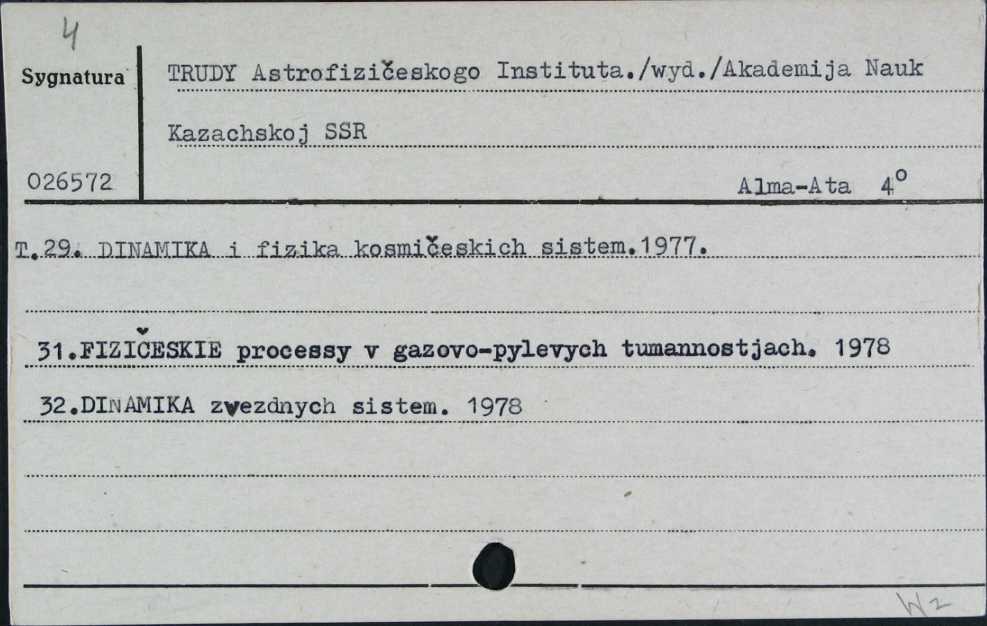 4
Sygnatura
TRUDY Astrofizičeskogo Instituta./wyd./Akademija Nauk
Kazachskoj SSR
026572
Alma-Ata 4°
T.29. DINAMIKA i fizika kosmičeskich sistem.1977.
31.FIZIČESKIE processy v gazovo-pylevych tumannostjach. 1978
32.DINAMIKA zvezdnych sistem. 1978
W2